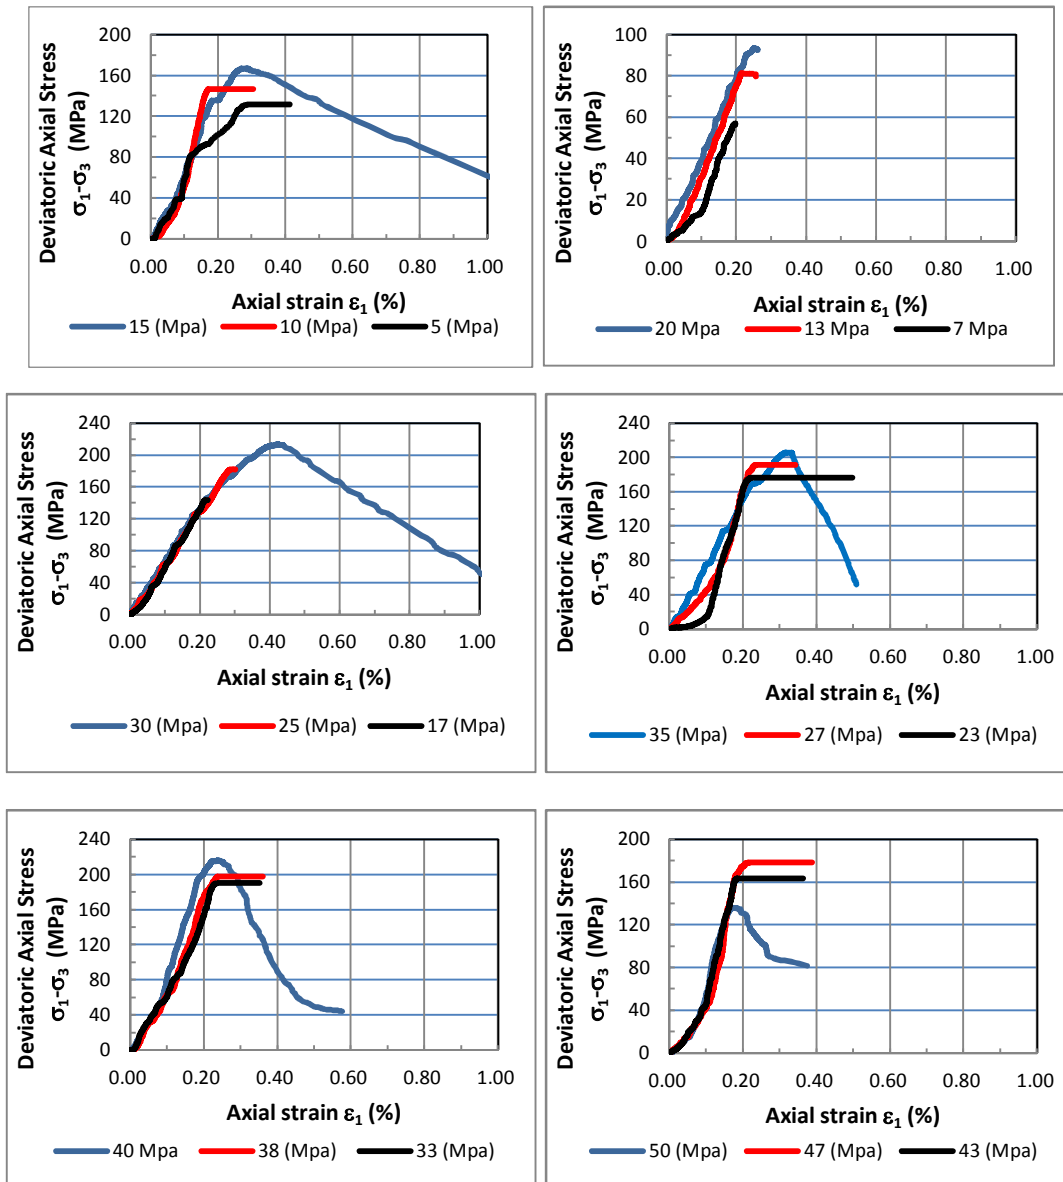 Deviatoric Axial Stress
σ1-σ3 (MPa)
200
160
120
80
40
0
0.00 0.20 0.40 0.60 0.80 1.00
Axial strain ε1 (%)
15 (Mpa) 10 (Mpa) 5 (Mpa)
Deviatoric Axial Stress
σ1-σ3 (MPa)
100
80
60
40
20
0
0.00 0.20 0.40 0.60 0.80 1.00
Axial strain ε1 (%)
20 Mpa 13 Mpa 7 Mpa
Deviatoric Axial Stress
σ1-σ3 (MPa)
240
200
160
120
80
40
0
0.00 0.20 0.40 0.60 0.80 1.00
Axial strain ε1 (%)
30 (Mpa) 25 (Mpa) 17 (Mpa)
Deviatoric Axial Stress
σ1-σ3 (MPa)
240
200
160
120
80
40
0
0.00 0.20 0.40 0.60 0.80 1.00
Axial strain ε1 (%)
35 (Mpa) 27 (Mpa) 23 (Mpa)
Deviatoric Axial Stress
σ1-σ3 (MPa)
240
200
160
120
80
40
0
0.00 0.20 0.40 0.60 0.80 1.00
Axial strain ε1 (%)
40 Mpa 38 (Mpa) 33 (Mpa)
Deviatoric Axial Stress
σ1-σ3 (MPa)
200
160
120
80
40
0
0.00 0.20 0.40 0.60 0.80 1.00
Axial strain ε1 (%)
50 (Mpa) 47 (Mpa) 43 (Mpa)